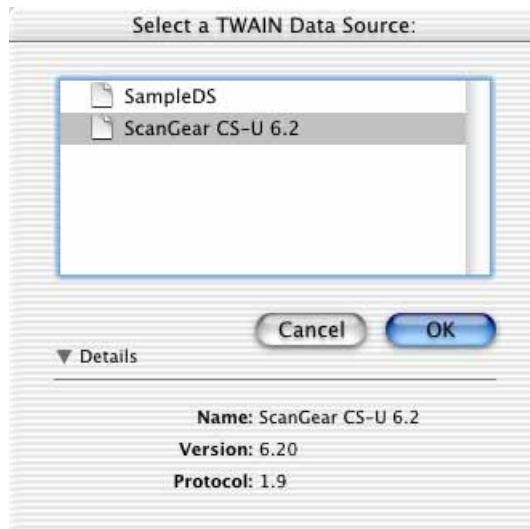 Select a TWAIN Data Source:
SampleDS
ScanGear CS-U 6.2
Cancel
OK
Details
Name: ScanGear CS-U 6.2
Version: 6.20
Protocol: 1.9